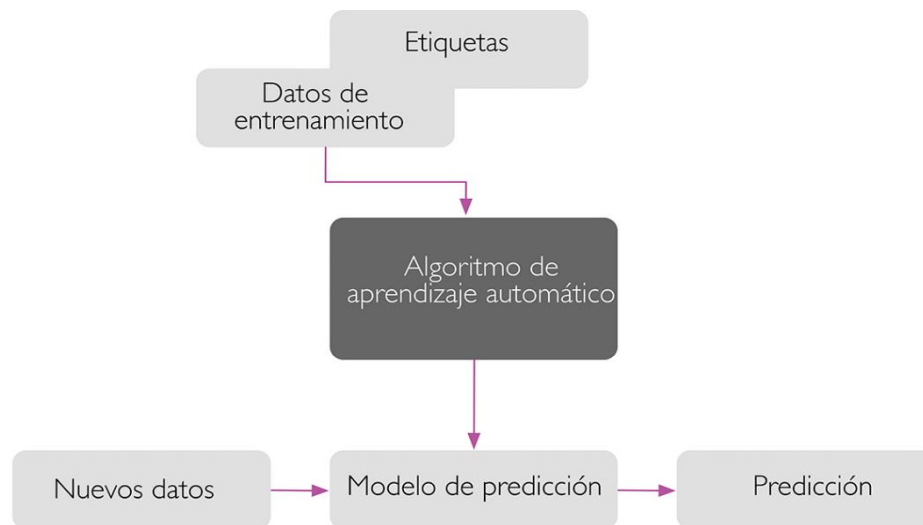 Etiquetas
Datos de
entrenamiento
Algoritmo de
aprendizaje automático
Nuevos datos
Modelo de predicción
Predicción